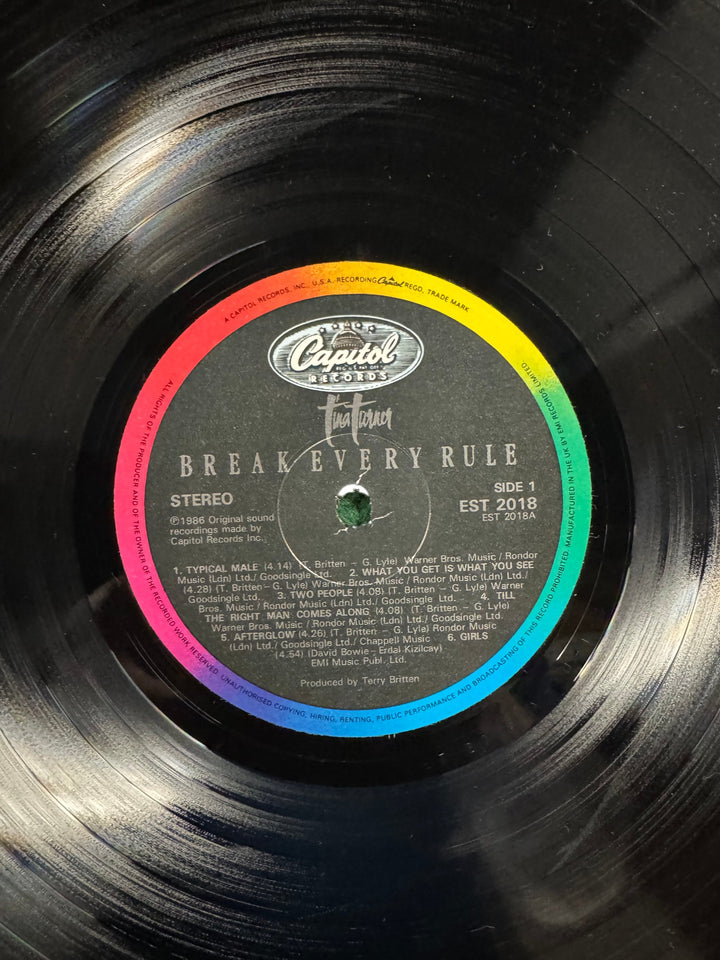 A CAPITOL RECORDS, INC., U.S.A. RECORDING Capitol REGD. TRADE MARK
Capitol
REG. U.S. PAT. OFF.
RECORDS
Tina Turner
BREAK EVERY RULE
STEREO
SIDE 1
EST 2018
EST 2018A
℗1986 Original sound
recordings made by
Capitol Records Inc.
1. TYPICAL MALE (4.14) (T. Britten – G. Lyle) Warner Bros. Music / Rondor
Music (Ldn) Ltd./ Goodsingle Ltd. 2. WHAT YOU GET IS WHAT YOU SEE
(4.28) (T. Britten – G. Lyle) Warner Bros. Music / Rondor Music (Ldn) Ltd./
Goodsingle Ltd. 3. TWO PEOPLE (4.08) (T. Britten – G. Lyle) Warner
Bros. Music / Rondor Music (Ldn) Ltd./ Goodsingle Ltd. 4. TILL
THE RIGHT MAN COMES ALONG (4.08) (T. Britten – G. Lyle)
Warner Bros. Music / Rondor Music (Ldn) Ltd./ Goodsingle Ltd.
5. AFTERGLOW (4.26) (T. Britten – G. Lyle) Rondor Music
(Ldn) Ltd./ Goodsingle Ltd./ Chappell Music 6. GIRLS
(4.54) (David Bowie – Erdal Kizilcay)
EMI Music Publ. Ltd.
Produced by Terry Britten
ALL RIGHTS OF THE PRODUCER AND OF THE OWNER OF THE RECORDED WORK RESERVED. UNAUTHORISED COPYING, HIRING, RENTING, PUBLIC PERFORMANCE AND BROADCASTING OF THIS RECORD PROHIBITED. MANUFACTURED IN THE UK BY EMI RECORDS LIMITED.